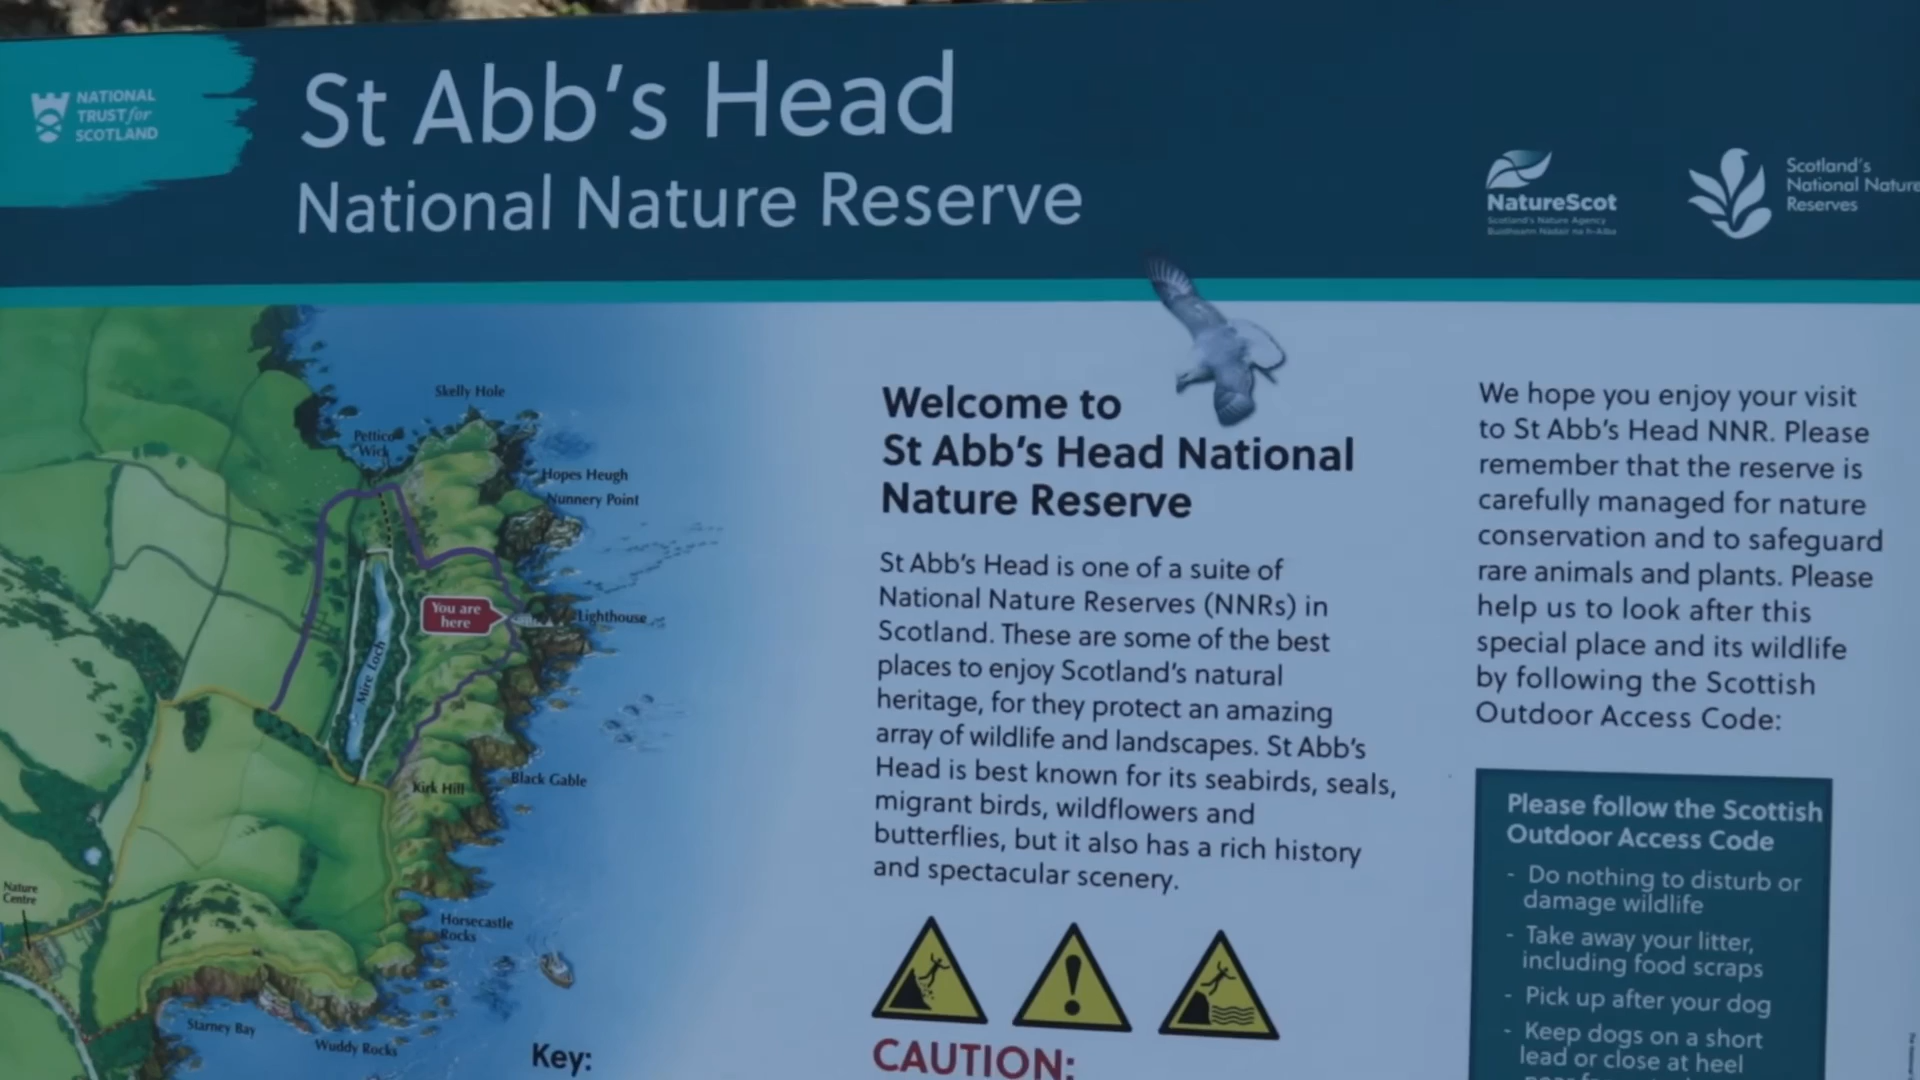 NATIONAL
TRUST for
SCOTLAND
St Abb's Head
National Nature Reserve
NatureScot
Scotland's Nature Agency
Buidheann Nàdair na h-Alba
Scotland's
National Nature
Reserves
Skelly Hole
Pettico
Wick
Hopes Heugh
Nunnery Point
You are
here
Lighthouse
Mire Loch
Kirk Hill
Black Gable
Nature
Centre
Horsecastle
Rocks
Starney Bay
Wuddy Rocks
Key:
Welcome to
St Abb's Head National
Nature Reserve
St Abb's Head is one of a suite of
National Nature Reserves (NNRs) in
Scotland. These are some of the best
places to enjoy Scotland's natural
heritage, for they protect an amazing
array of wildlife and landscapes. St Abb's
Head is best known for its seabirds, seals,
migrant birds, wildflowers and
butterflies, but it also has a rich history
and spectacular scenery.
CAUTION:
We hope you enjoy your visit
to St Abb's Head NNR. Please
remember that the reserve is
carefully managed for nature
conservation and to safeguard
rare animals and plants. Please
help us to look after this
special place and its wildlife
by following the Scottish
Outdoor Access Code:
Please follow the Scottish
Outdoor Access Code
- Do nothing to disturb or
damage wildlife
- Take away your litter,
including food scraps
- Pick up after your dog
- Keep dogs on a short
lead or close at heel